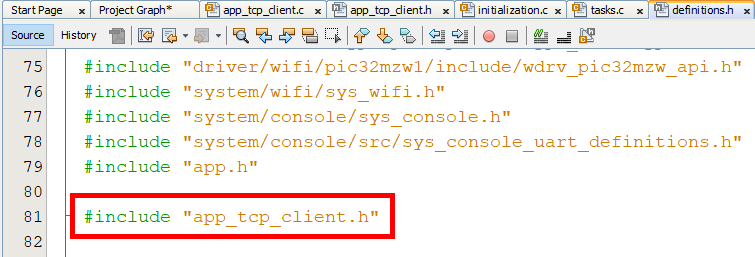 Start Page Project Graph* app_tcp_client.c app_tcp_client.h initialization.c tasks.c definitions.h
Source History
75 #include "driver/wifi/pic32mzw1/include/wdrv_pic32mzw_api.h"
76 #include "system/wifi/sys_wifi.h"
77 #include "system/console/sys_console.h"
78 #include "system/console/src/sys_console_uart_definitions.h"
79 #include "app.h"
80
81 #include "app_tcp_client.h"
82